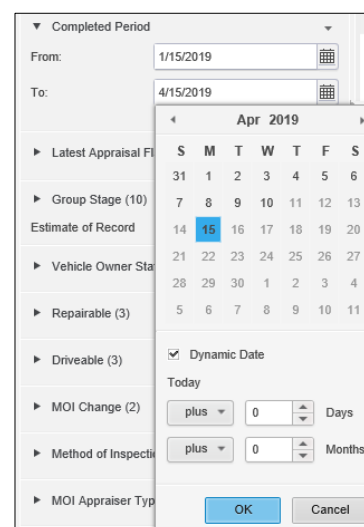 Completed Period
From: 1/15/2019
To: 4/15/2019
Apr 2019
S M T W T F S
31 1 2 3 4 5 6
7 8 9 10 11 12 13
14 15 16 17 18 19 20
21 22 23 24 25 26 27
28 29 30 1 2 3 4
5 6 7 8 9 10 11
Dynamic Date
Today
plus 0 Days
plus 0 Months
OK Cancel
Latest Appraisal Fl
Group Stage (10)
Estimate of Record
Vehicle Owner Sta
Repairable (3)
Driveable (3)
MOI Change (2)
Method of Inspecti
MOI Appraiser Typ